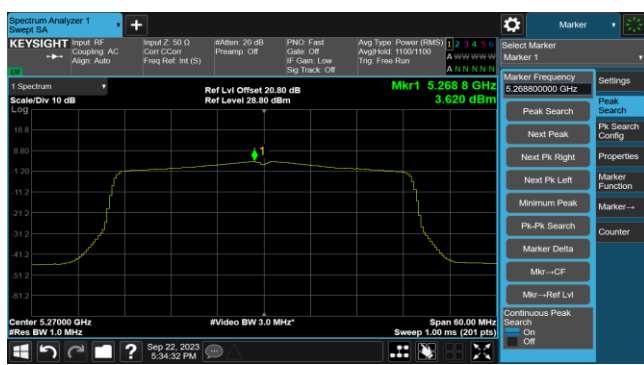 Spectrum Analyzer 1
Swept SA
+
Marker
KEYSIGHT
Input: RF
Coupling: AC
Align: Auto
Input Z: 50 Ω
Corr CCorr
Freq Ref: Int (S)
#Atten: 20 dB
Preamp: Off
PNO: Fast
Gate: Off
IF Gain: Low
Sig Track: Off
Avg Type: Power (RMS)
Avg|Hold: 1100/1100
Trig: Free Run
1 2 3 4 5 6
A W W W W W
A N N N N N
Select Marker
Marker 1
1 Spectrum
Scale/Div 10 dB
Log
Ref Lvl Offset 20.80 dB
Ref Level 28.80 dBm
Mkr1 5.268 8 GHz
3.620 dBm
18.8
8.80
-1.20
-11.2
-21.2
-31.2
-41.2
-51.2
-61.2
1
Center 5.27000 GHz
#Res BW 1.0 MHz
#Video BW 3.0 MHz*
Span 60.00 MHz
Sweep 1.00 ms (201 pts)
Marker Frequency
5.268800000 GHz
Peak Search
Next Peak
Next Pk Right
Next Pk Left
Minimum Peak
Pk-Pk Search
Marker Delta
Mkr→CF
Mkr→Ref Lvl
Continuous Peak
Search
On
Off
Settings
Peak
Search
Pk Search
Config
Properties
Marker
Function
Marker→
Counter
?
Sep 22, 2023
5:34:32 PM